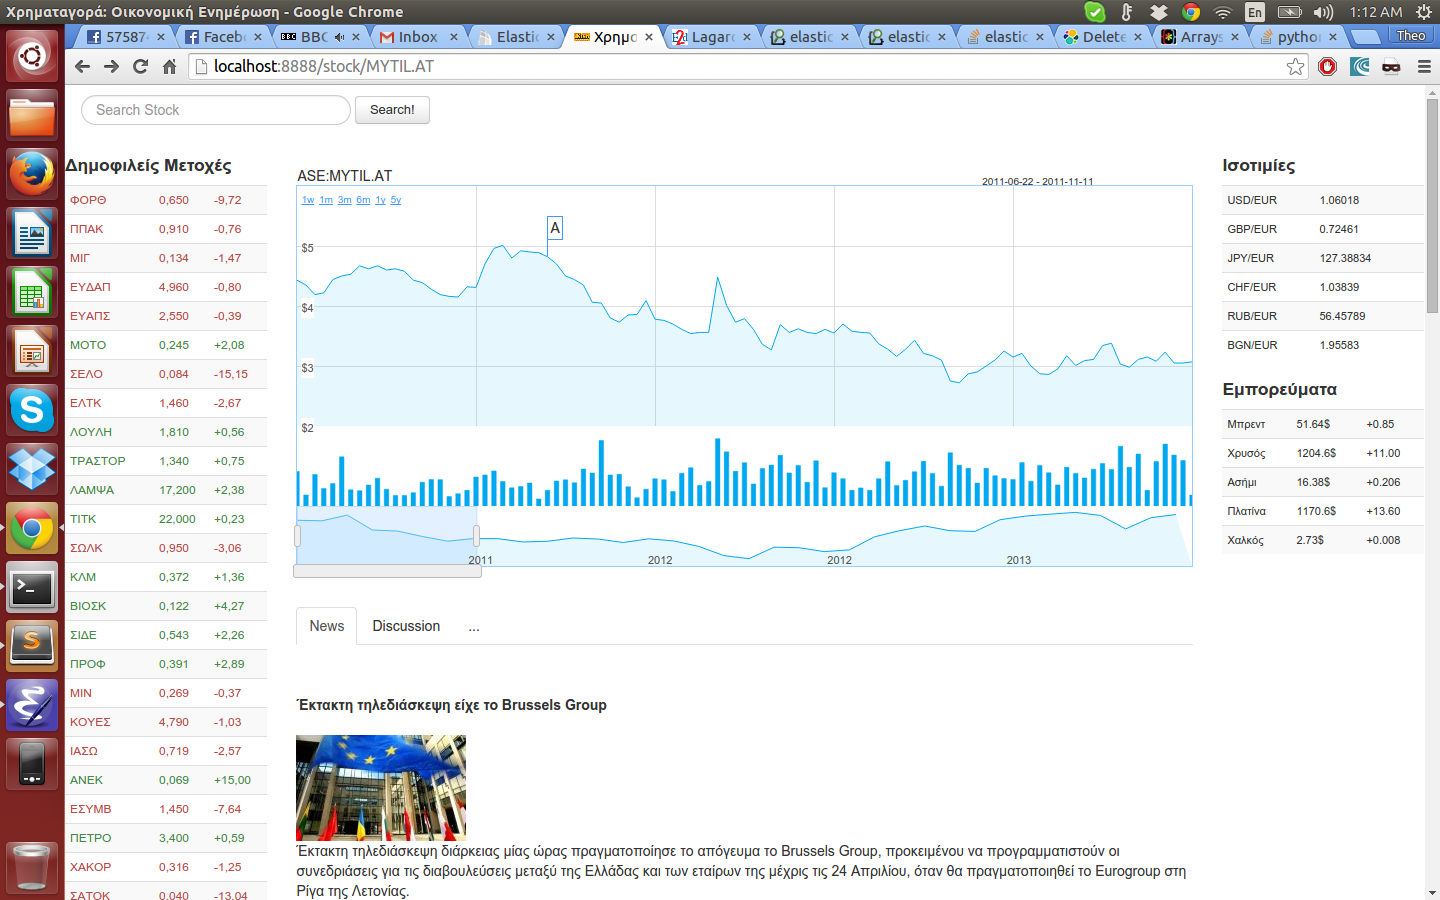 Χρηματαγορά: Οικονομική Ενημέρωση - Google Chrome
En
1:12 AM
57587
Faceb
BBC
Inbox
Elastic
Χρημο
Lagard
elastic
elastic
elastic
Delete
Arrays
pythor
Theo
localhost:8888/stock/MYTIL.AT
Search Stock
Search!
Δημοφιλείς Μετοχές
ΦΟΡΘ 0,650 -9,72
ΠΠΑΚ 0,910 -0,76
ΜΙΓ 0,134 -1,47
ΕΥΔΑΠ 4,960 -0,80
ΕΥΑΠΣ 2,550 -0,39
ΜΟΤΟ 0,245 +2,08
ΣΕΛΟ 0,084 -15,15
ΕΛΤΚ 1,460 -2,67
ΛΟΥΛΗ 1,810 +0,56
ΤΡΑΣΤΟΡ 1,340 +0,75
ΛΑΜΨΑ 17,200 +2,38
ΤΙΤΚ 22,000 +0,23
ΣΩΛΚ 0,950 -3,06
ΚΛΜ 0,372 +1,36
ΒΙΟΣΚ 0,122 +4,27
ΣΙΔΕ 0,543 +2,26
ΠΡΟΦ 0,391 +2,89
ΜΙΝ 0,269 -0,37
ΚΟΥΕΣ 4,790 -1,03
ΙΑΣΩ 0,719 -2,57
ΑΝΕΚ 0,069 +15,00
ΕΣΥΜΒ 1,450 -7,64
ΠΕΤΡΟ 3,400 +0,59
ΧΑΚΟΡ 0,316 -1,25
ΣΑΤΟΚ 0,040 -13,04
ASE:MYTIL.AT
2011-06-22 - 2011-11-11
1w 1m 3m 6m 1y 5y
A
$5
$4
$3
$2
2011 2012 2012 2013
News Discussion ...
Έκτακτη τηλεδιάσκεψη είχε το Brussels Group
Έκτακτη τηλεδιάσκεψη διάρκειας μίας ώρας πραγματοποίησε το απόγευμα το Brussels Group, προκειμένου να προγραμματιστούν οι
συνεδριάσεις για τις διαβουλεύσεις μεταξύ της Ελλάδας και των εταίρων της μέχρις τις 24 Απριλίου, όταν θα πραγματοποιηθεί το Eurogroup στη
Ρίγα της Λετονίας.
Ισοτιμίες
USD/EUR 1.06018
GBP/EUR 0.72461
JPY/EUR 127.38834
CHF/EUR 1.03839
RUB/EUR 56.45789
BGN/EUR 1.95583
Εμπορεύματα
Μπρεντ 51.64$ +0.85
Χρυσός 1204.6$ +11.00
Ασήμι 16.38$ +0.206
Πλατίνα 1170.6$ +13.60
Χαλκός 2.73$ +0.008